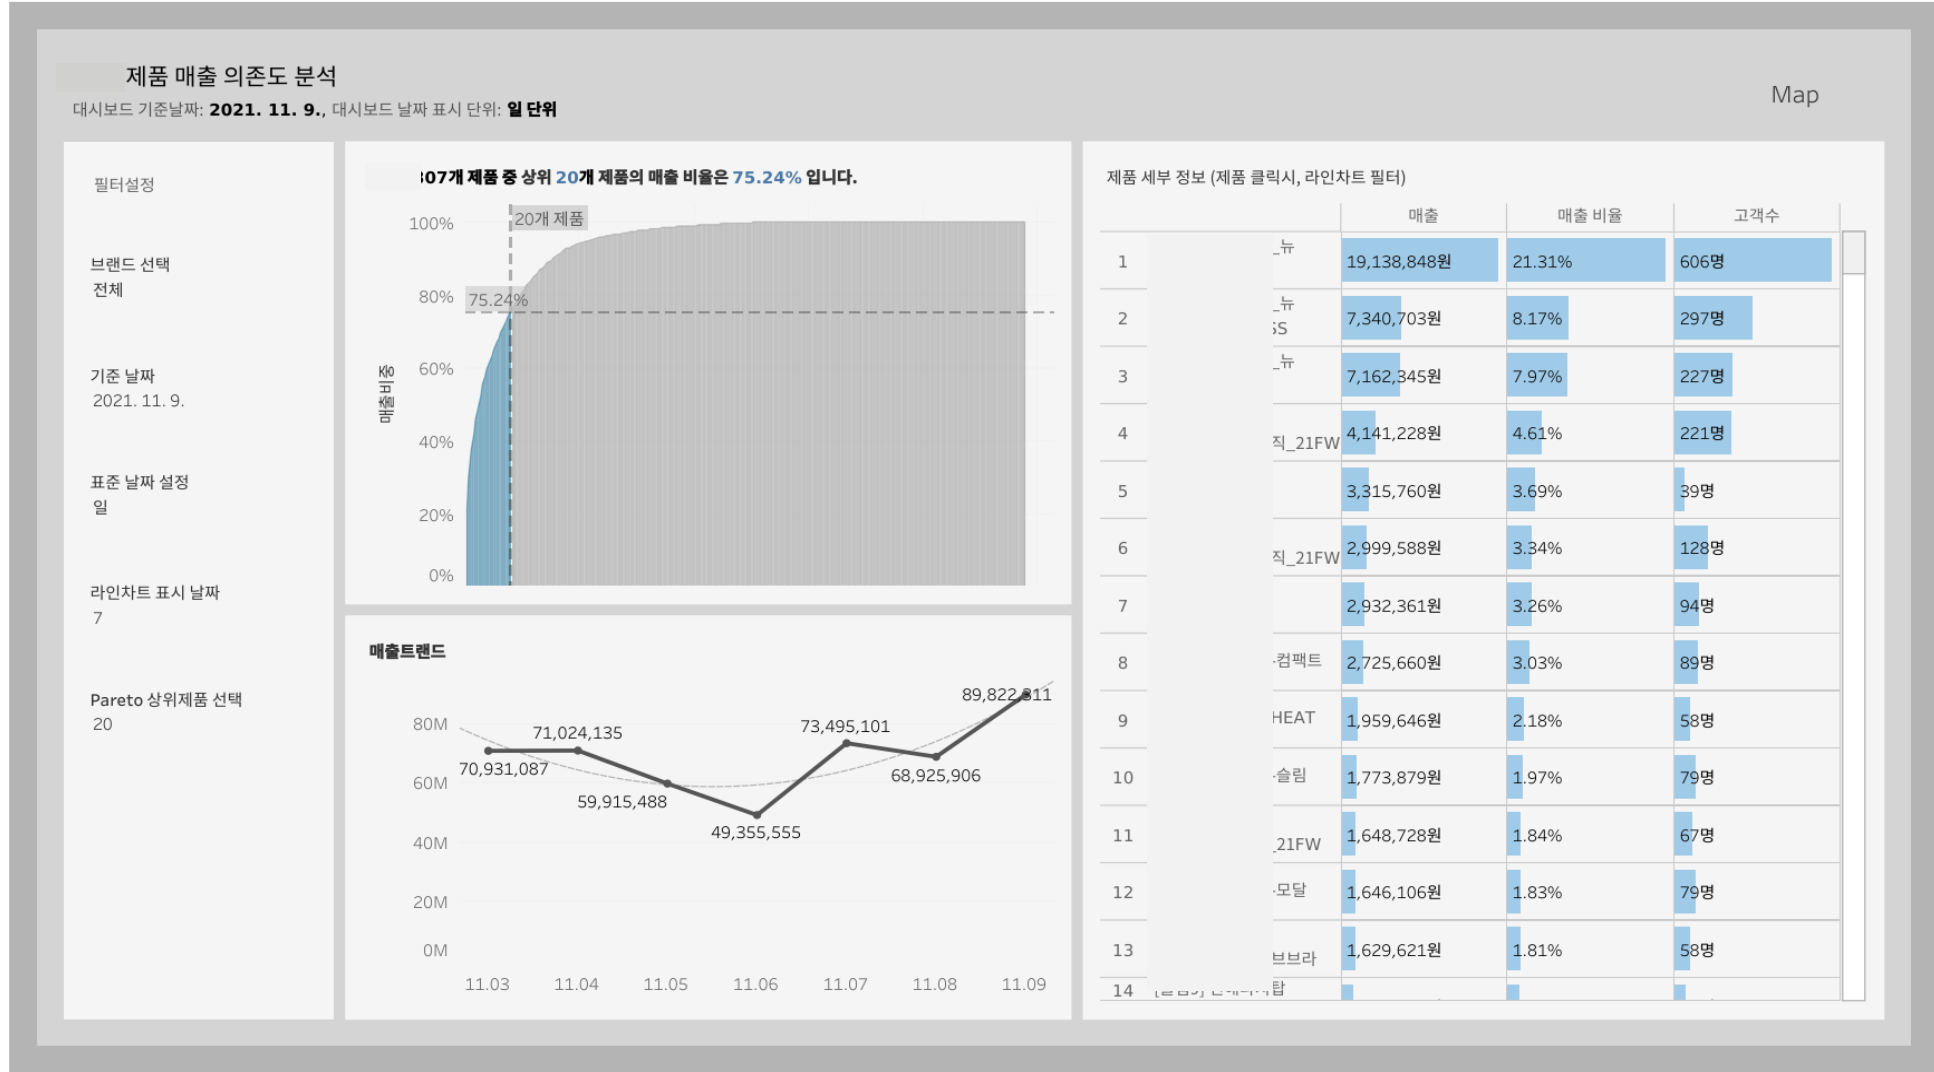 제품 매출 의존도 분석
대시보드 기준날짜: 2021. 11. 9., 대시보드 날짜 표시 단위: 일 단위
Map
필터설정
브랜드 선택
전체
기준 날짜
2021. 11. 9.
표준 날짜 설정
일
라인차트 표시 날짜
7
Pareto 상위제품 선택
20
307개 제품 중 상위 20개 제품의 매출 비율은 75.24% 입니다.
20개 제품
75.24%
매출비중
100%
80%
60%
40%
20%
0%
매출트랜드
80M
60M
40M
20M
0M
70,931,087
71,024,135
59,915,488
49,355,555
73,495,101
68,925,906
89,822,311
11.03
11.04
11.05
11.06
11.07
11.08
11.09
제품 세부 정보 (제품 클릭시, 라인차트 필터)
매출 매출 비율 고객수
1 _뉴 19,138,848원 21.31% 606명
2 _뉴 7,340,703원 8.17% 297명
SS
3 _뉴 7,162,345원 7.97% 227명
4 직_21FW 4,141,228원 4.61% 221명
5 3,315,760원 3.69% 39명
6 직_21FW 2,999,588원 3.34% 128명
7 2,932,361원 3.26% 94명
8 -컴팩트 2,725,660원 3.03% 89명
9 HEAT 1,959,646원 2.18% 58명
10 -슬림 1,773,879원 1.97% 79명
11 _21FW 1,648,728원 1.84% 67명
12 -모달 1,646,106원 1.83% 79명
13 브브라 1,629,621원 1.81% 58명
14